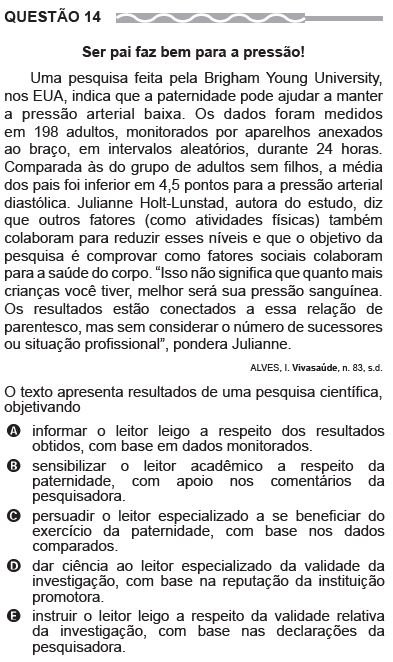 QUESTÃO 14
Ser pai faz bem para a pressão!
Uma pesquisa feita pela Brigham Young University,
nos EUA, indica que a paternidade pode ajudar a manter
a pressão arterial baixa. Os dados foram medidos
em 198 adultos, monitorados por aparelhos anexados
ao braço, em intervalos aleatórios, durante 24 horas.
Comparada às do grupo de adultos sem filhos, a média
dos pais foi inferior em 4,5 pontos para a pressão arterial
diastólica. Julianne Holt-Lunstad, autora do estudo, diz
que outros fatores (como atividades físicas) também
colaboram para reduzir esses níveis e que o objetivo da
pesquisa é comprovar como fatores sociais colaboram
para a saúde do corpo. “Isso não significa que quanto mais
crianças você tiver, melhor será sua pressão sanguínea.
Os resultados estão conectados a essa relação de
parentesco, mas sem considerar o número de sucessores
ou situação profissional”, pondera Julianne.
ALVES, I. Vivasaúde, n. 83, s.d.
O texto apresenta resultados de uma pesquisa científica,
objetivando
A informar o leitor leigo a respeito dos resultados
obtidos, com base em dados monitorados.
B sensibilizar o leitor acadêmico a respeito da
paternidade, com apoio nos comentários da
pesquisadora.
C persuadir o leitor especializado a se beneficiar do
exercício da paternidade, com base nos dados
comparados.
D dar ciência ao leitor especializado da validade da
investigação, com base na reputação da instituição
promotora.
E instruir o leitor leigo a respeito da validade relativa
da investigação, com base nas declarações da
pesquisadora.